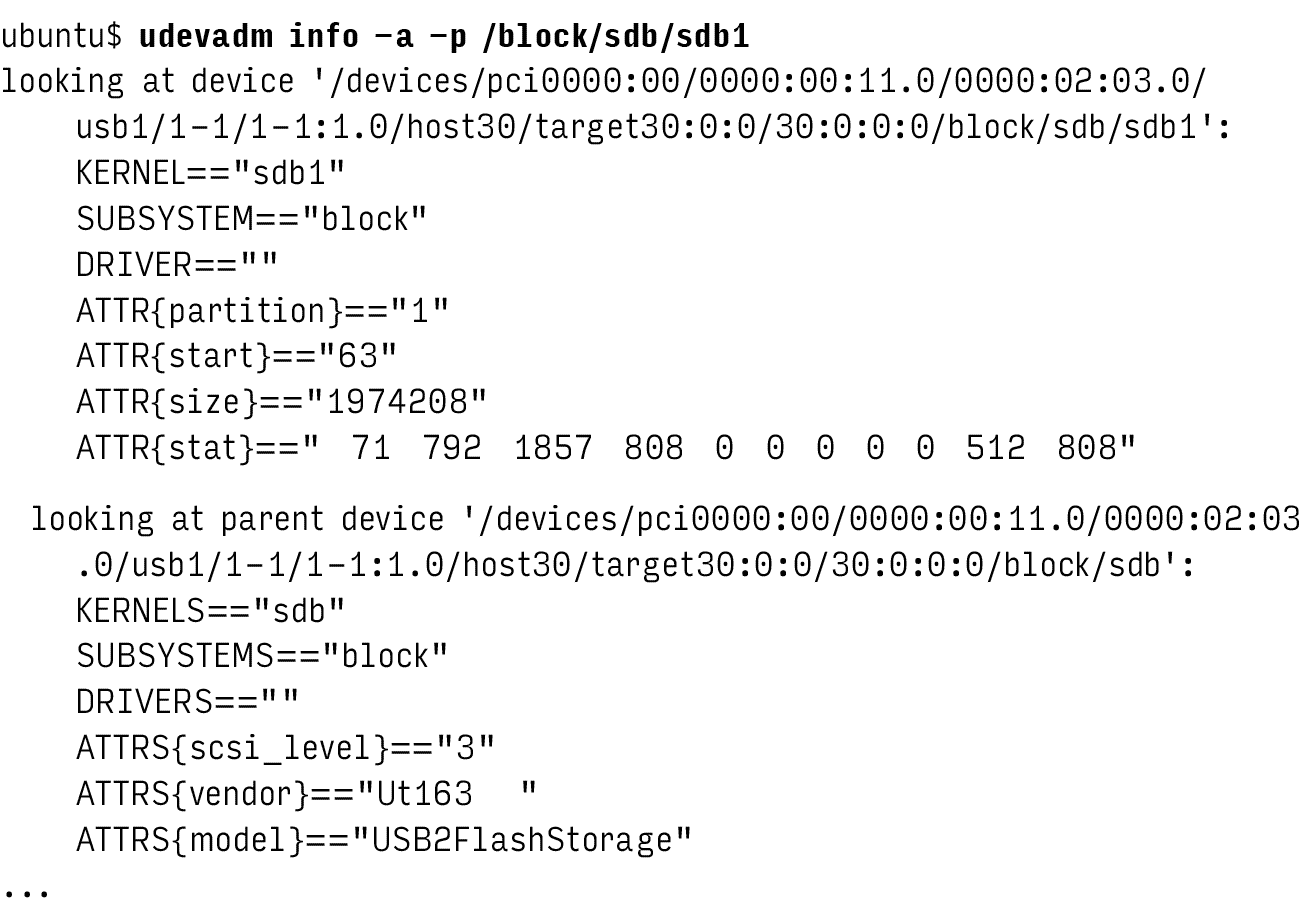 ubuntu$ udevadm info –a –p /block/sdb/sdb1
looking at device '/devices/pci0000:00/0000:00:11.0/0000:02:03.0/
usb1/1–1/1–1:1.0/host30/target30:0:0/30:0:0:0/block/sdb/sdb1':
KERNEL=="sdb1"
SUBSYSTEM=="block"
DRIVER==""
ATTR{partition}=="1"
ATTR{start}=="63"
ATTR{size}=="1974208"
ATTR{stat}==" 71 792 1857 808 0 0 0 0 0 512 808"
looking at parent device '/devices/pci0000:00/0000:00:11.0/0000:02:03
.0/usb1/1–1/1–1:1.0/host30/target30:0:0/30:0:0:0/block/sdb':
KERNELS=="sdb"
SUBSYSTEMS=="block"
DRIVERS==""
ATTRS{scsi_level}=="3"
ATTRS{vendor}=="Ut163   "
ATTRS{model}=="USB2FlashStorage"
...